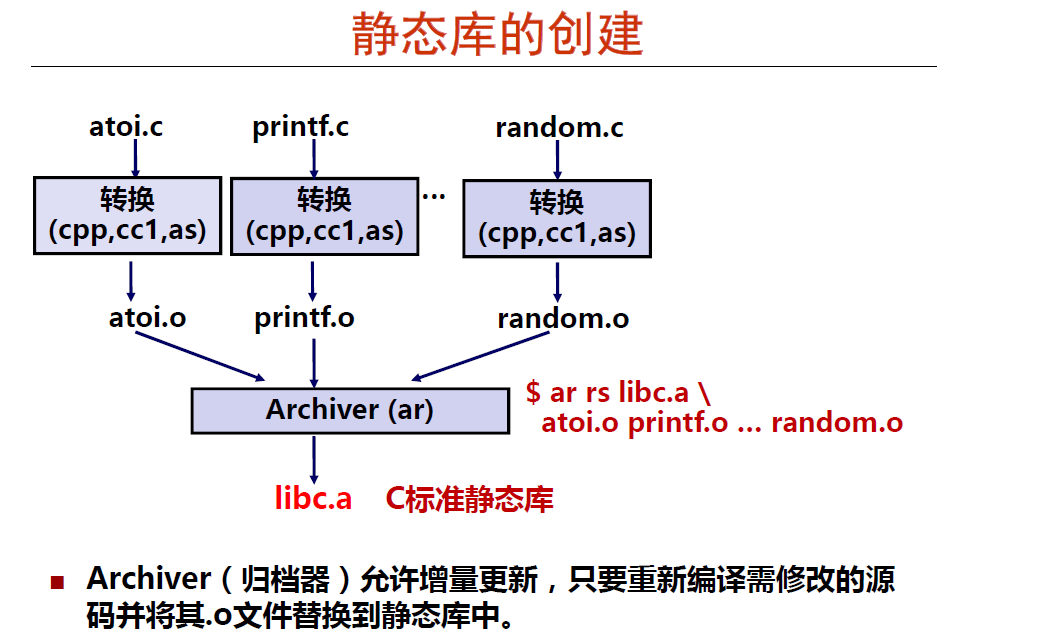 静态库的创建
atoi.c printf.c random.c
转换 转换 … 转换
(cpp,cc1,as) (cpp,cc1,as) (cpp,cc1,as)
atoi.o printf.o random.o
Archiver (ar)
$ ar rs libc.a \
atoi.o printf.o … random.o
libc.a C标准静态库
Archiver（归档器）允许增量更新，只要重新编译需修改的源
码并将其.o文件替换到静态库中。